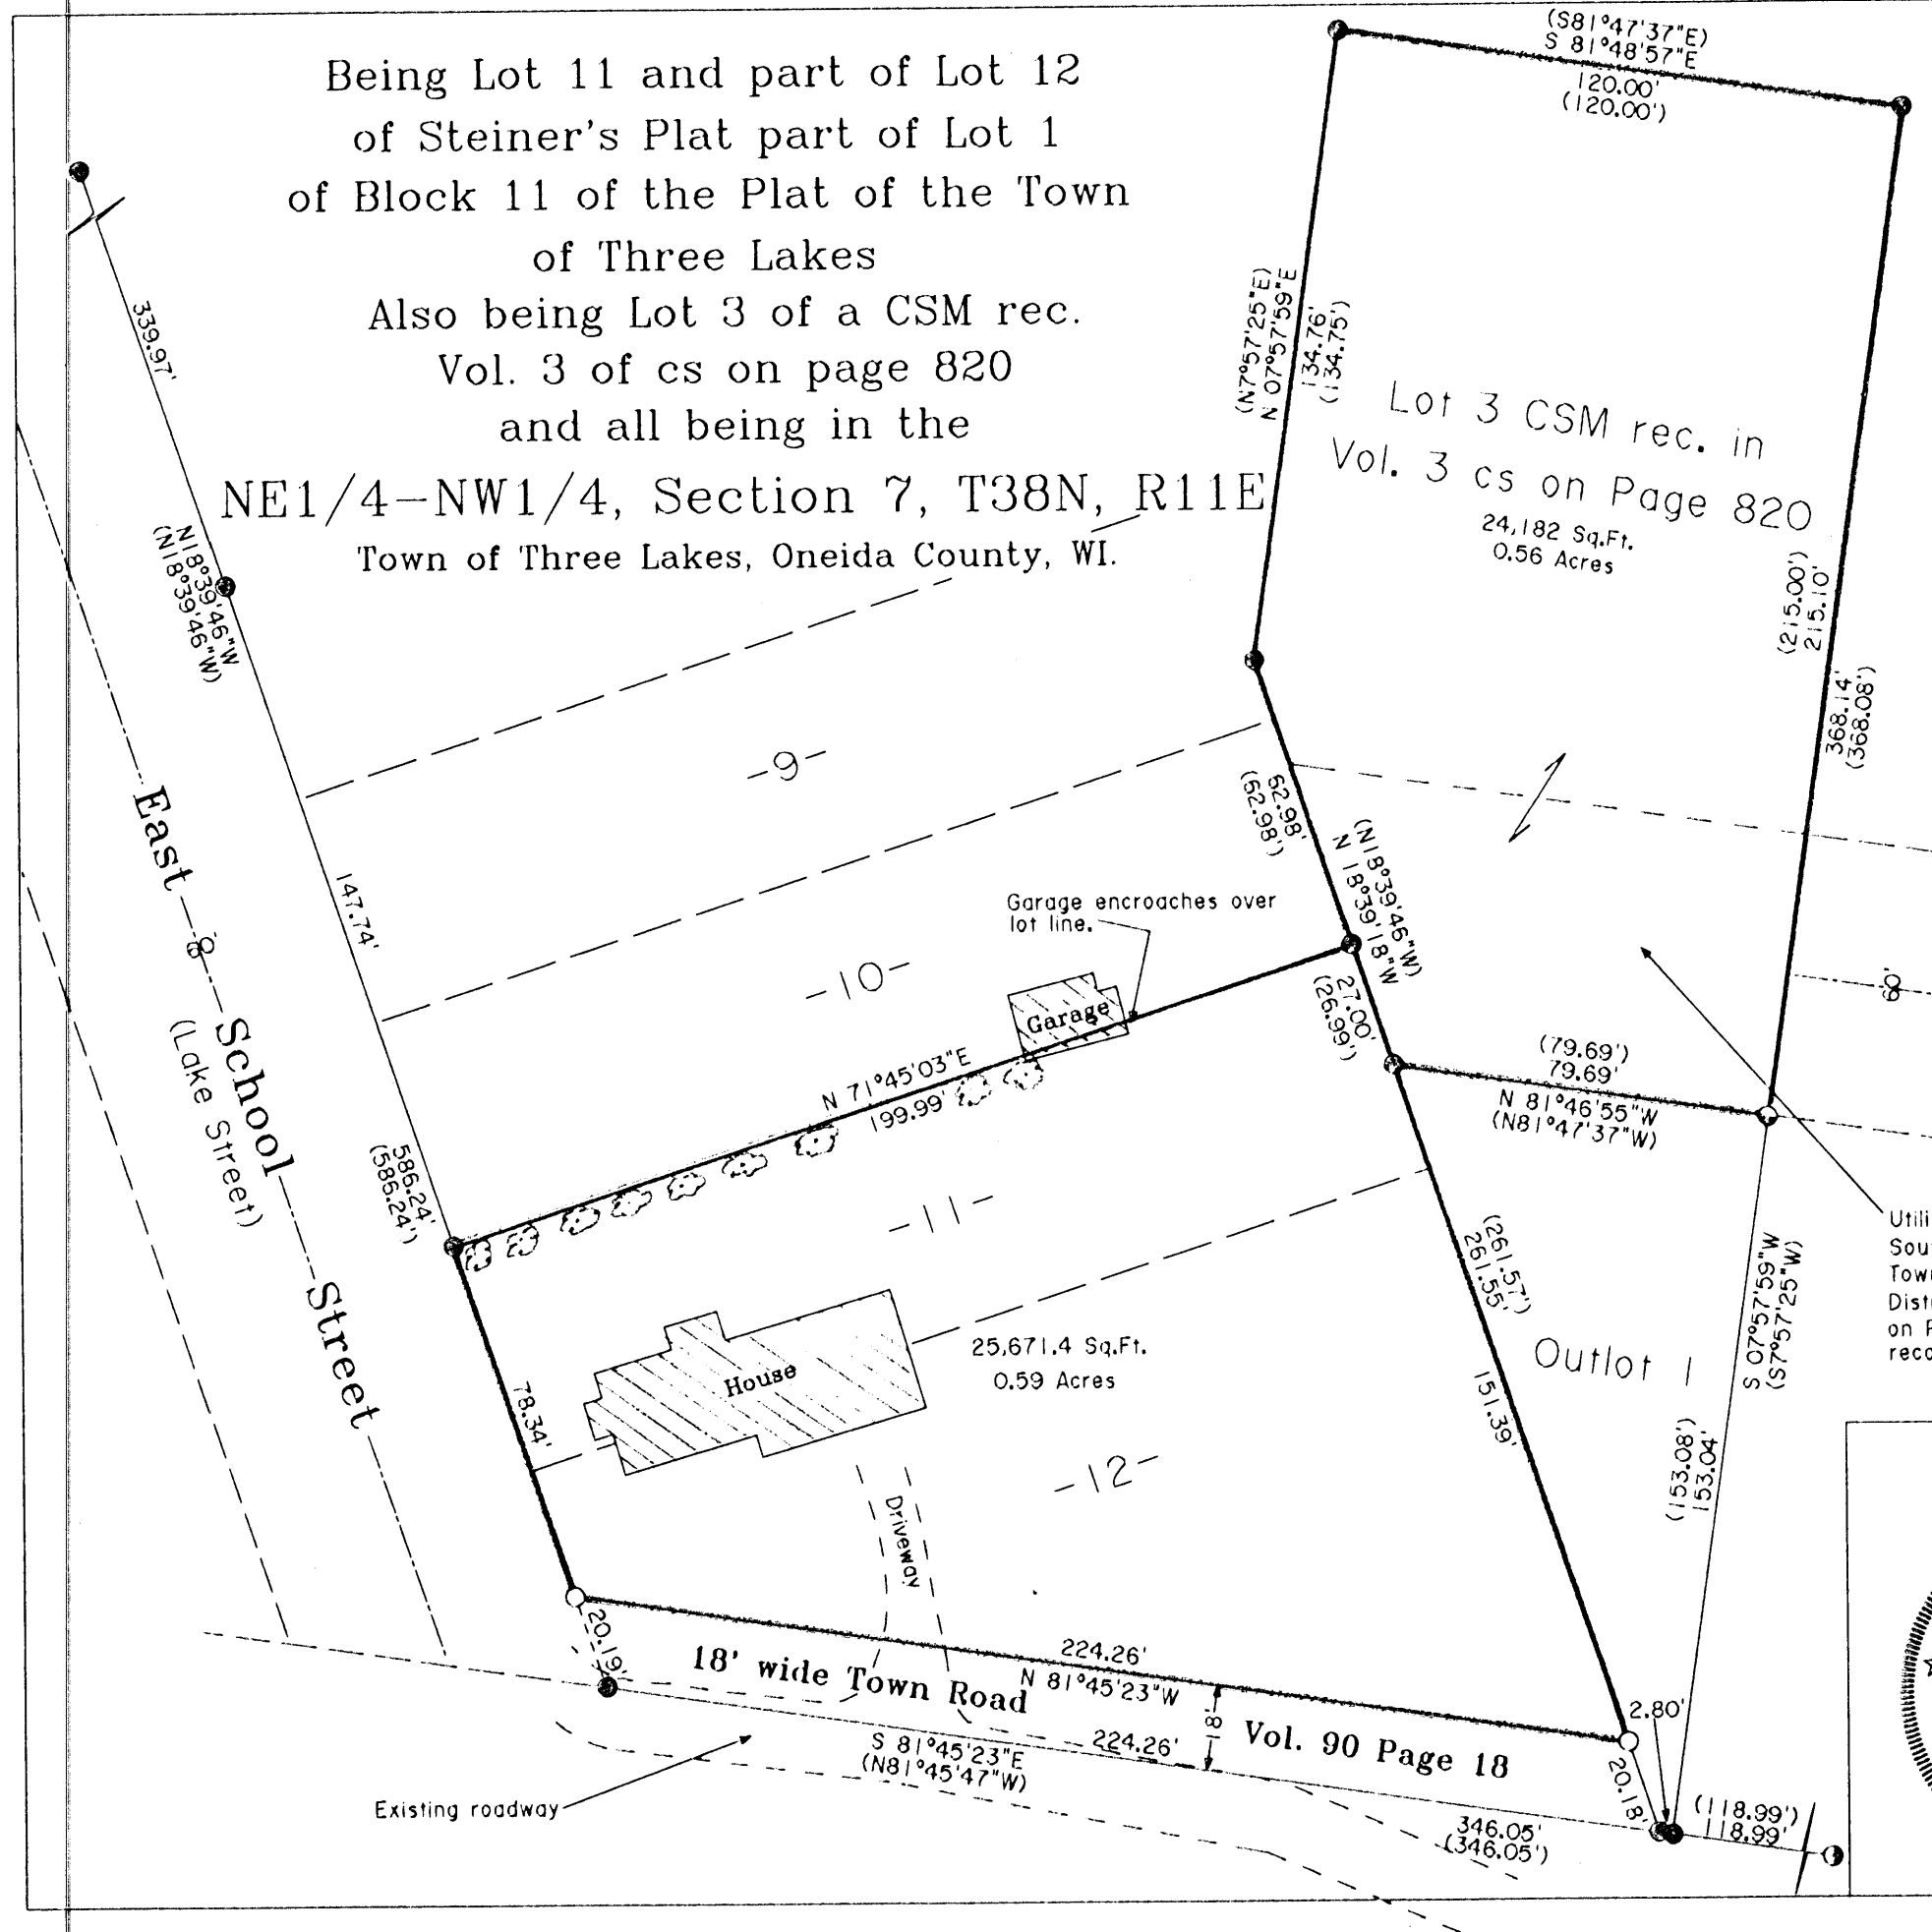 Being Lot 11 and part of Lot 12
of Steiner's Plat part of Lot 1
of Block 11 of the Plat of the Town
of Three Lakes
Also being Lot 3 of a CSM rec.
Vol. 3 of cs on page 820
and all being in the
NE1/4-NW1/4, Section 7, T38N, R11E
Town of Three Lakes, Oneida County, WI.
(S81°47'37"E)
S 81°48'57"E
120.00'
(120.00')
(N7°57'25"E)
N 07°57'59"E
134.76'
(134.75')
Lot 3 CSM rec. in
Vol. 3 cs on Page 820
24,182 Sq.Ft.
0.56 Acres
(215.00')
215.10'
368.14'
(368.08')
339.97'
N18°39'46"W
(N18°39'46"W)
-9-
62.98'
(62.98')
(N18°39'46"W)
N 18°39'18"W
147.74'
East School Street
(Lake Street)
Garage encroaches over
lot line.
-10-
Garage
27.00'
(26.99')
N 71°45'03"E
199.99'
(79.69')
79.69'
N 81°46'55"W
(N81°47'37"W)
586.24'
(586.24')
-11-
(261.57')
261.55'
S 07°57'59"W
(S7°57'25"W)
25,671.4 Sq.Ft.
0.59 Acres
House
Outlot 1
78.34'
151.39'
(153.08')
153.04'
-12-
Driveway
20.19'
224.26'
N 81°45'23"W
18' wide Town Road
Vol. 90 Page 18
2.80'
S 81°45'23"E
(N81°45'47"W)
224.26'
20.18'
Existing roadway
346.05'
(346.05')
(118.99')
118.99'